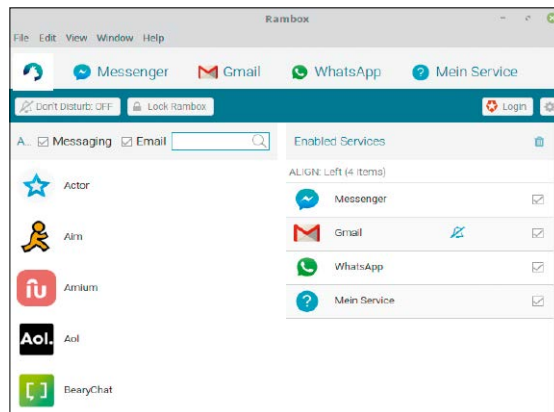 Rambox
File Edit View Window Help
Messenger Gmail WhatsApp Mein Service
Don't Disturb: OFF Lock Rambox Login
A... Messaging Email
Enabled Services
ALIGN: Left (4 Items)
Actor
Aim
Amium
Aol. Aol
BearyChat
Messenger
Gmail
WhatsApp
Mein Service